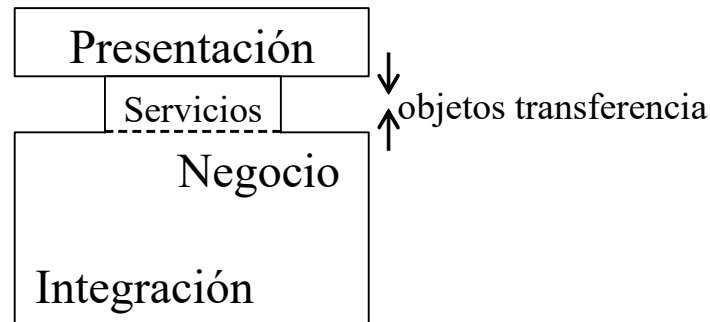 Presentación
Servicios
objetos transferencia
Negocio
Integración